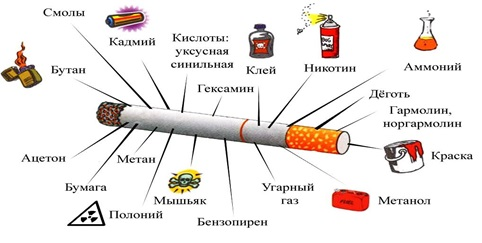 Смолы
Кадмий
Кислоты:
уксусная
синильная
Клей
Никотин
Аммоний
Бутан
Гексамин
Дёготь
Гармолин,
норгармолин
Ацетон
Метан
Краска
Бумага
Мышьяк
Угарный
газ
Метанол
Полоний
Бензопирен